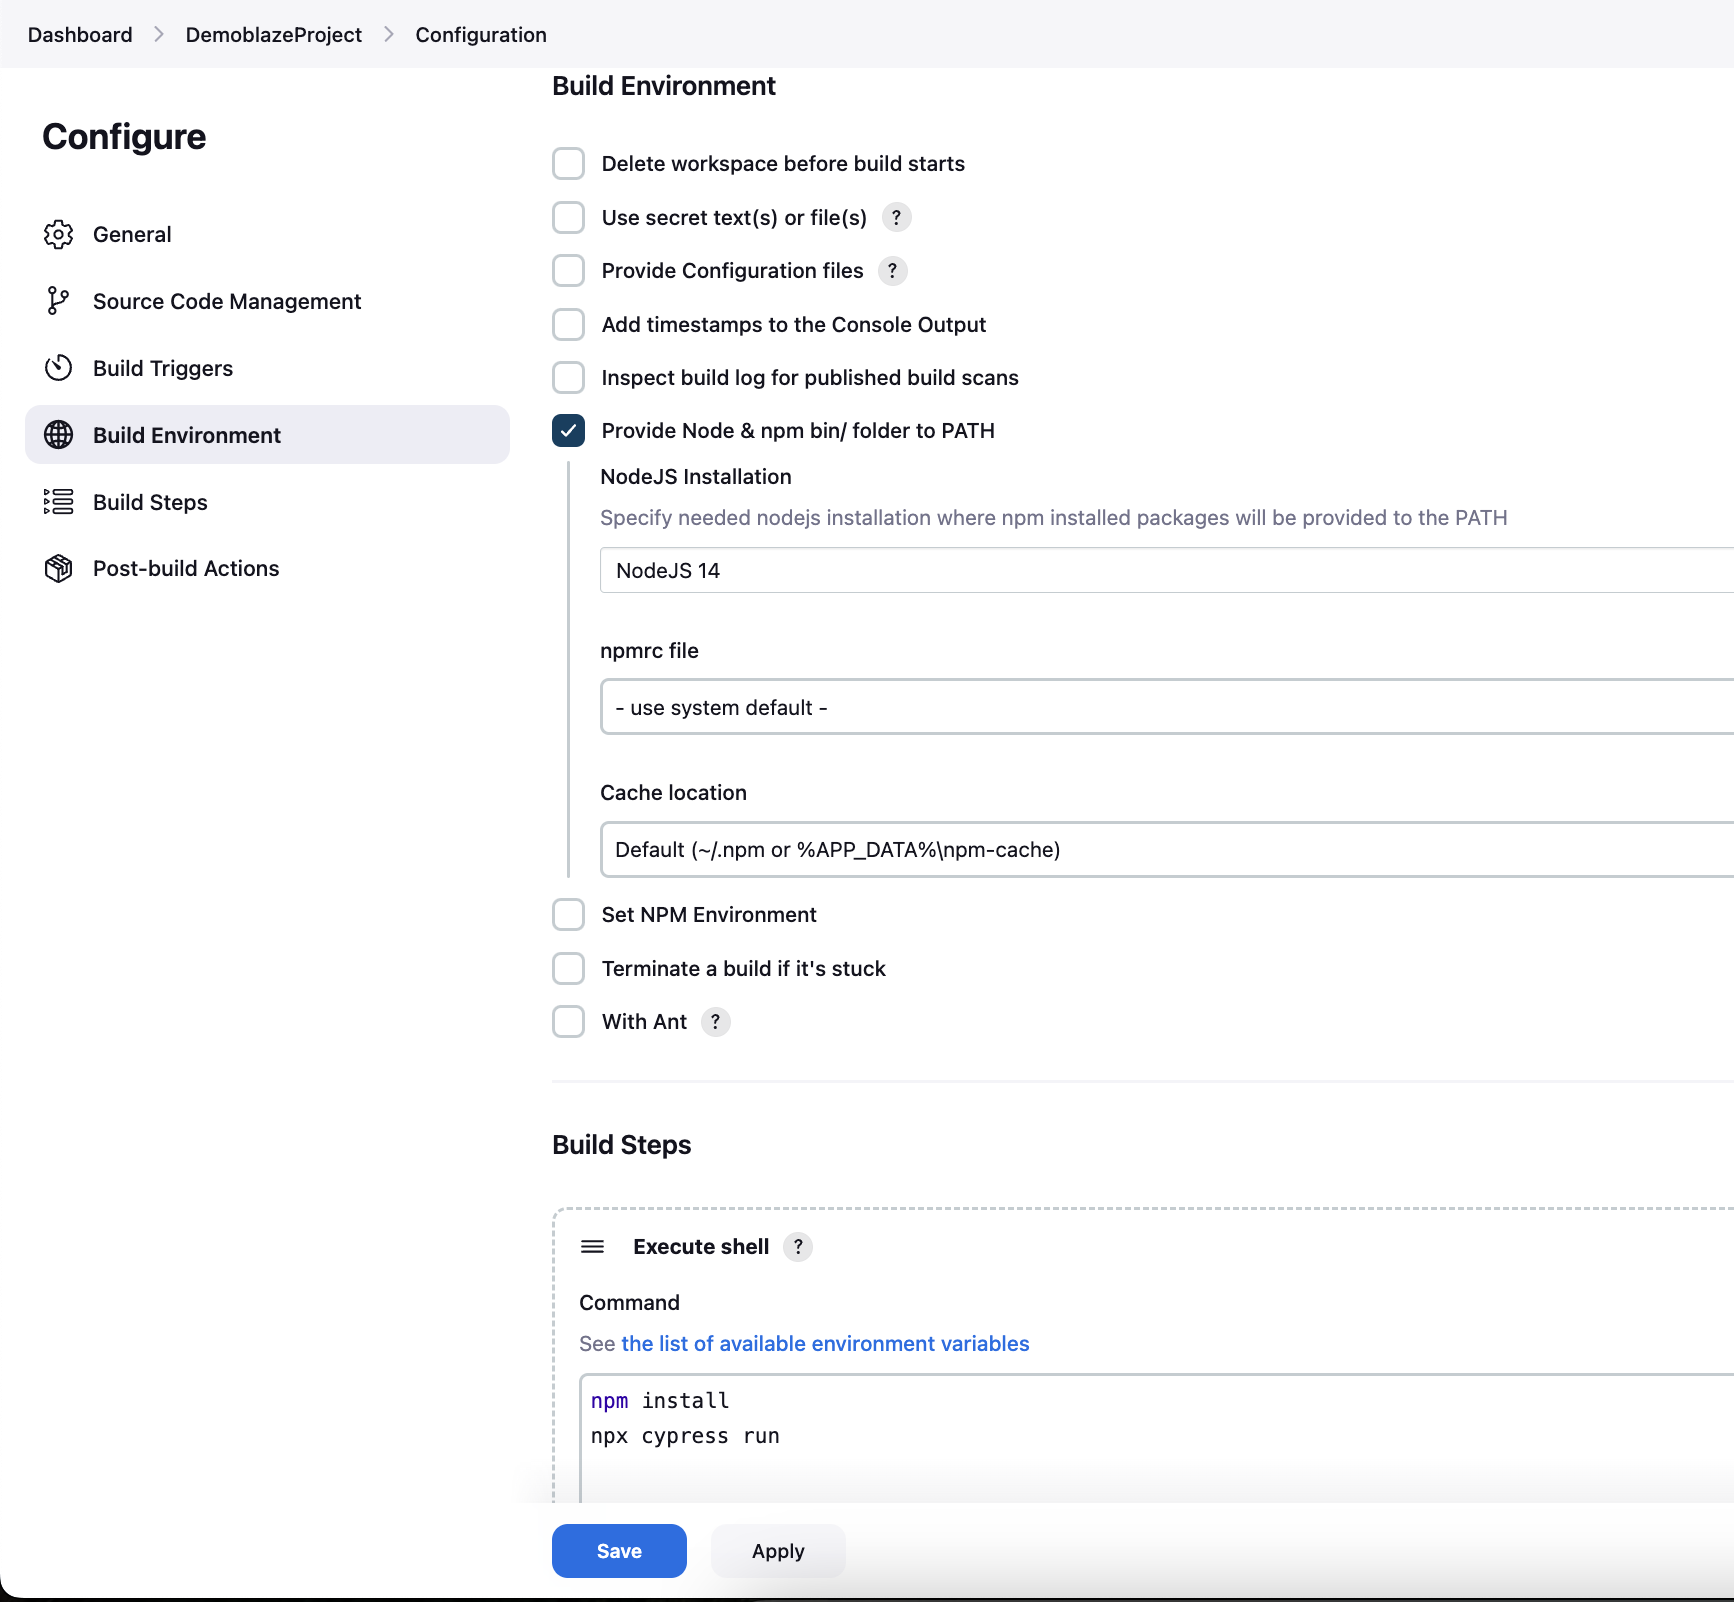 Dashboard > DemoblazeProject > Configuration
Configure
General
Source Code Management
Build Triggers
Build Environment
Build Steps
Post-build Actions
Build Environment
Delete workspace before build starts
Use secret text(s) or file(s) ?
Provide Configuration files ?
Add timestamps to the Console Output
Inspect build log for published build scans
Provide Node & npm bin/ folder to PATH
NodeJS Installation
Specify needed nodejs installation where npm installed packages will be provided to the PATH
NodeJS 14
npmrc file
- use system default -
Cache location
Default (~/.npm or %APP_DATA%\npm-cache)
Set NPM Environment
Terminate a build if it's stuck
With Ant ?
Build Steps
Execute shell ?
Command
See the list of available environment variables
npm install
npx cypress run
Save Apply